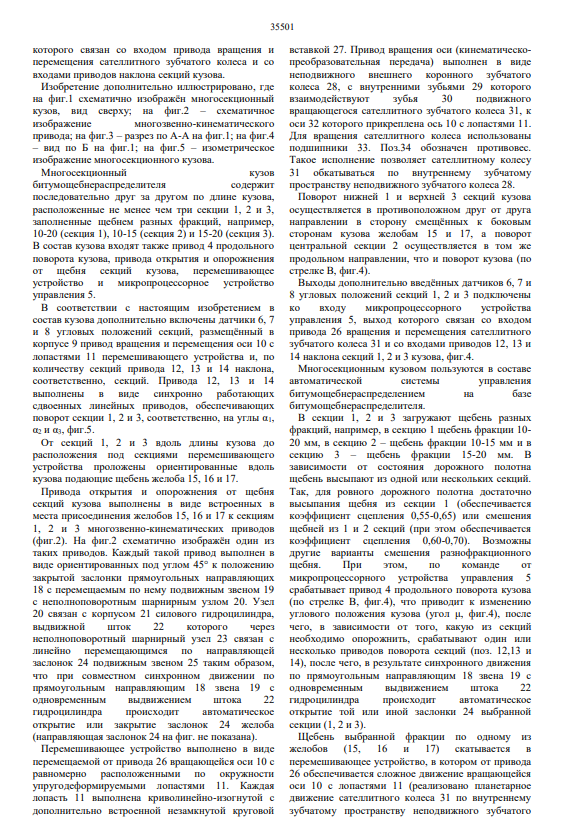 35501
которого связан со входом привода вращения и
перемещения сателлитного зубчатого колеса и со
входами приводов наклона секций кузова.
Изобретение дополнительно иллюстрировано, где
на фиг.1 схематично изображён многосекционный
кузов, вид сверху; на фиг.2 – схематичное
изображение многозвенно-кинематического
привода; на фиг.3 – разрез по А-А на фиг.1; на фиг.4
– вид по Б на фиг.1; на фиг.5 – изометрическое
изображение многосекционного кузова.
Многосекционный кузов
битумощебнераспределителя содержит
последовательно друг за другом по длине кузова,
расположенные не менее чем три секции 1, 2 и 3,
заполненные щебнем разных фракций, например,
10-20 (секция 1), 10-15 (секция 2) и 15-20 (секция 3).
В состав кузова входят также привод 4 продольного
поворота кузова, привода открытия и опорожнения
от щебня секций кузова, перемешивающее
устройство и микропроцессорное устройство
управления 5.
В соответствии с настоящим изобретением в
состав кузова дополнительно включены датчики 6, 7
и 8 угловых положений секций, размещённый в
корпусе 9 привод вращения и перемещения оси 10 с
лопастями 11 перемешивающего устройства и, по
количеству секций привода 12, 13 и 14 наклона,
соответственно, секций. Привода 12, 13 и 14
выполнены в виде синхронно работающих
сдвоенных линейных приводов, обеспечивающих
поворот секции 1, 2 и 3, соответственно, на углы α₁,
α₂ и α₃, фиг.5.
От секций 1, 2 и 3 вдоль длины кузова до
расположения под секциями перемешивающего
устройства проложены ориентированные вдоль
кузова подающие щебень желоба 15, 16 и 17.
Привода открытия и опорожнения от щебня
секций кузова выполнены в виде встроенных в
места присоединения желобов 15, 16 и 17 к секциям
1, 2 и 3 многозвенно-кинематических приводов
(фиг.2). На фиг.2 схематично изображён один из
таких приводов. Каждый такой привод выполнен в
виде ориентированных под углом 45° к положению
закрытой заслонки прямоугольных направляющих
18 с перемещаемым по нему подвижным звеном 19
с неполноповоротным шарнирным узлом 20. Узел
20 связан с корпусом 21 силового гидроцилиндра,
выдвижной шток 22 которого через
неполноповоротный шарнирный узел 23 связан с
линейно перемещающимся по направляющей
заслонок 24 подвижным звеном 25 таким образом,
что при совместном синхронном движении по
прямоугольным направляющим 18 звена 19 с
одновременным выдвижением штока 22
гидроцилиндра происходит автоматическое
открытие или закрытие заслонок 24 желоба
(направляющая заслонок 24 на фиг. не показана).
Перемешивающее устройство выполнено в виде
перемещаемой от привода 26 вращающейся оси 10 с
равномерно расположенными по окружности
упругодеформируемыми лопастями 11. Каждая
лопасть 11 выполнена криволинейно-изогнутой с
дополнительно встроенной незамкнутой круговой
вставкой 27. Привод вращения оси (кинематическо-
преобразовательная передача) выполнен в виде
неподвижного внешнего коронного зубчатого
колеса 28, с внутренними зубьями 29 которого
взаимодействуют зубья 30 подвижного
вращающегося сателлитного зубчатого колеса 31, к
оси 32 которого прикреплена ось 10 с лопастями 11.
Для вращения сателлитного колеса использованы
подшипники 33. Поз.34 обозначен противовес.
Такое исполнение позволяет сателлитному колесу
31 обкатываться по внутреннему зубчатому
пространству неподвижного зубчатого колеса 28.
Поворот нижней 1 и верхней 3 секций кузова
осуществляется в противоположном друг от друга
направлении в сторону смещённых к боковым
сторонам кузова желобам 15 и 17, а поворот
центральной секции 2 осуществляется в том же
продольном направлении, что и поворот кузова (по
стрелке В, фиг.4).
Выходы дополнительно введённых датчиков 6, 7 и
8 угловых положений секций 1, 2 и 3 подключены
ко входу микропроцессорного устройства
управления 5, выход которого связан со входом
привода 26 вращения и перемещения сателлитного
зубчатого колеса 31 и со входами приводов 12, 13 и
14 наклона секций 1, 2 и 3 кузова, фиг.4.
Многосекционным кузовом пользуются в составе
автоматической системы управления
битумощебнераспределением на базе
битумощебнераспределителя.
В секции 1, 2 и 3 загружают щебень разных
фракций, например, в секцию 1 щебень фракции 10-
20 мм, в секцию 2 – щебень фракции 10-15 мм и в
секцию 3 – щебень фракции 15-20 мм. В
зависимости от состояния дорожного полотна
щебень высыпают из одной или нескольких секций.
Так, для ровного дорожного полотна достаточно
высыпания щебня из секции 1 (обеспечивается
коэффициент сцепления 0,55-0,65) или смешения
щебней из 1 и 2 секций (при этом обеспечивается
коэффициент сцепления 0,60-0,70). Возможны
другие варианты смешения разнофракционного
щебня. При этом, по команде от
микропроцессорного устройства управления 5
срабатывает привод 4 продольного поворота кузова
(по стрелке В, фиг.4), что приводит к изменению
углового положения кузова (угол μ, фиг.4), после
чего, в зависимости от того, какую из секций
необходимо опорожнить, срабатывают один или
несколько приводов поворота секций (поз. 12,13 и
14), после чего, в результате синхронного движения
по прямоугольным направляющим 18 звена 19 с
одновременным выдвижением штока 22
гидроцилиндра происходит автоматическое
открытие той или иной заслонки 24 выбранной
секции (1, 2 и 3).
Щебень выбранной фракции по одному из
желобов (15, 16 и 17) скатывается в
перемешивающее устройство, в котором от привода
26 обеспечивается сложное движение вращающейся
оси 10 с лопастями 11 (реализовано планетарное
движение сателлитного колеса 31 по внутреннему
зубчатому пространству неподвижного зубчатого